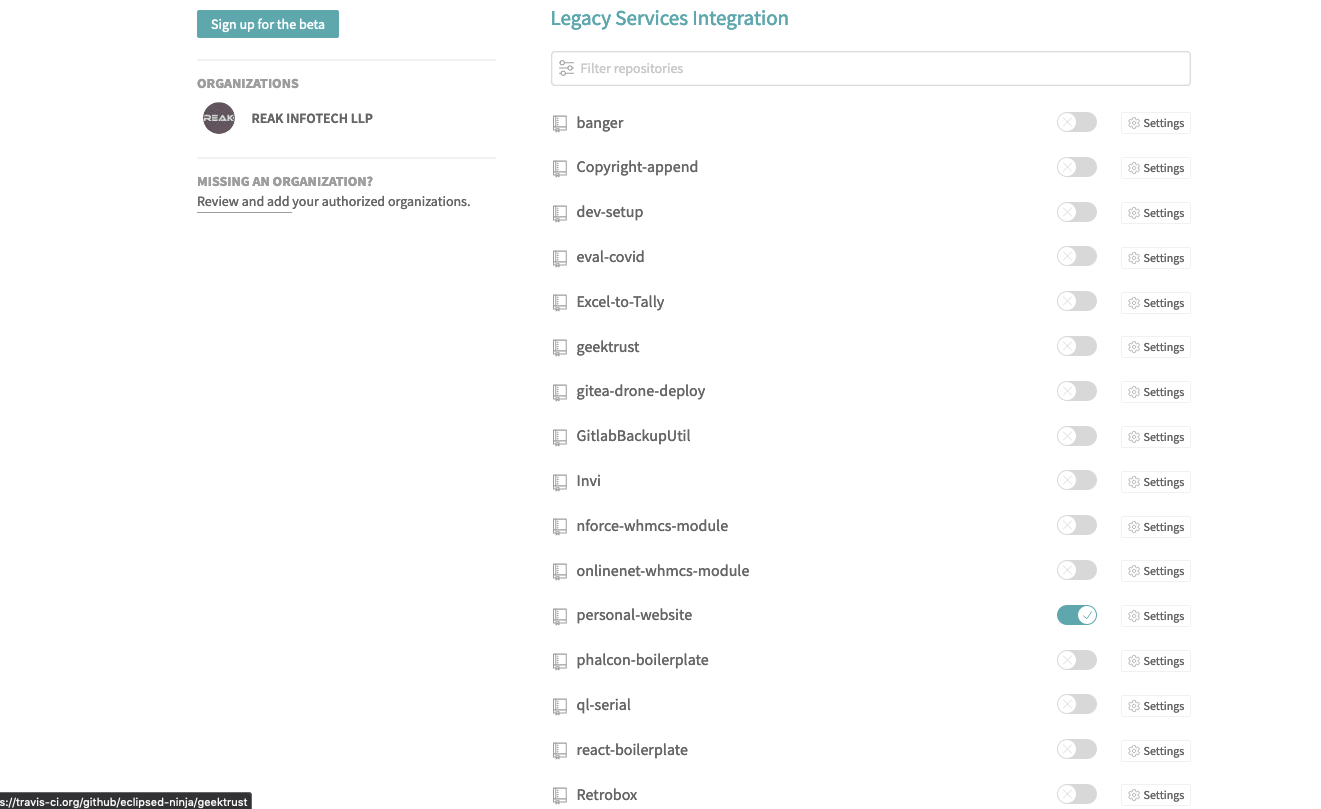 Sign up for the beta
ORGANIZATIONS
REAK
REAK INFOTECH LLP
MISSING AN ORGANIZATION?
Review and add your authorized organizations.
Legacy Services Integration
Filter repositories
banger
Settings
Copyright-append
Settings
dev-setup
Settings
eval-covid
Settings
Excel-to-Tally
Settings
geektrust
Settings
gitea-drone-deploy
Settings
GitlabBackupUtil
Settings
Invi
Settings
nforce-whmcs-module
Settings
onlinenet-whmcs-module
Settings
personal-website
Settings
phalcon-boilerplate
Settings
ql-serial
Settings
react-boilerplate
Settings
Retrobox
Settings
s://travis-ci.org/github/eclipsed-ninja/geektrust